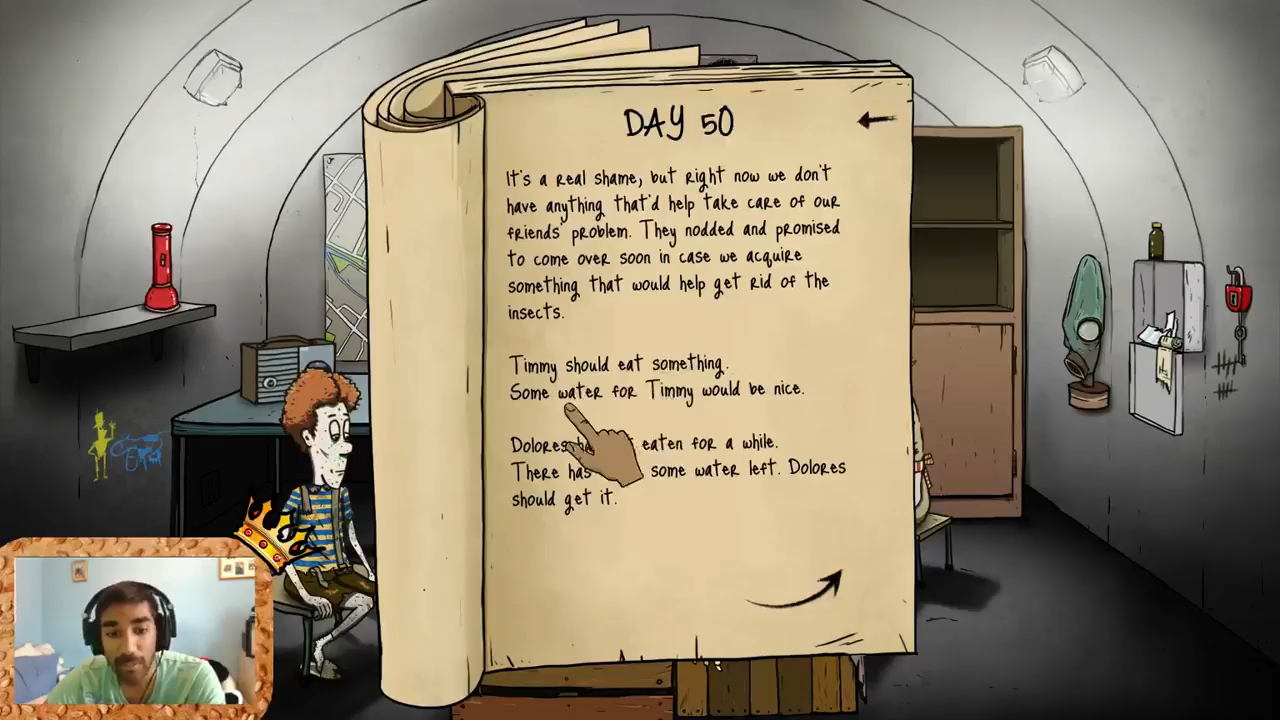 DAY 50
It's a real shame, but right now we don't
have anything that'd help take care of our
friends' problem. They nodded and promised
to come over soon in case we acquire
something that would help get rid of the
insects.
Timmy should eat something.
Some water for Timmy would be nice.
Dolores eaten for a while.
There has some water left. Dolores
should get it.